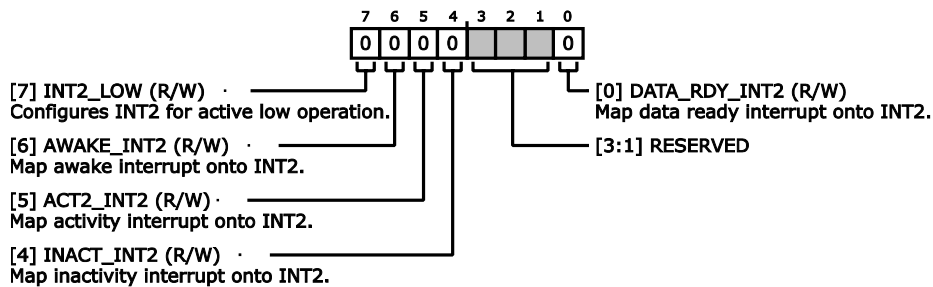 7 6 5 4 3 2 1 0
0 0 0 0 0
[7] INT2_LOW (R/W)
Configures INT2 for active low operation.
[6] AWAKE_INT2 (R/W)
Map awake interrupt onto INT2.
[5] ACT2_INT2 (R/W)
Map activity interrupt onto INT2.
[4] INACT_INT2 (R/W)
Map inactivity interrupt onto INT2.
[0] DATA_RDY_INT2 (R/W)
Map data ready interrupt onto INT2.
[3:1] RESERVED